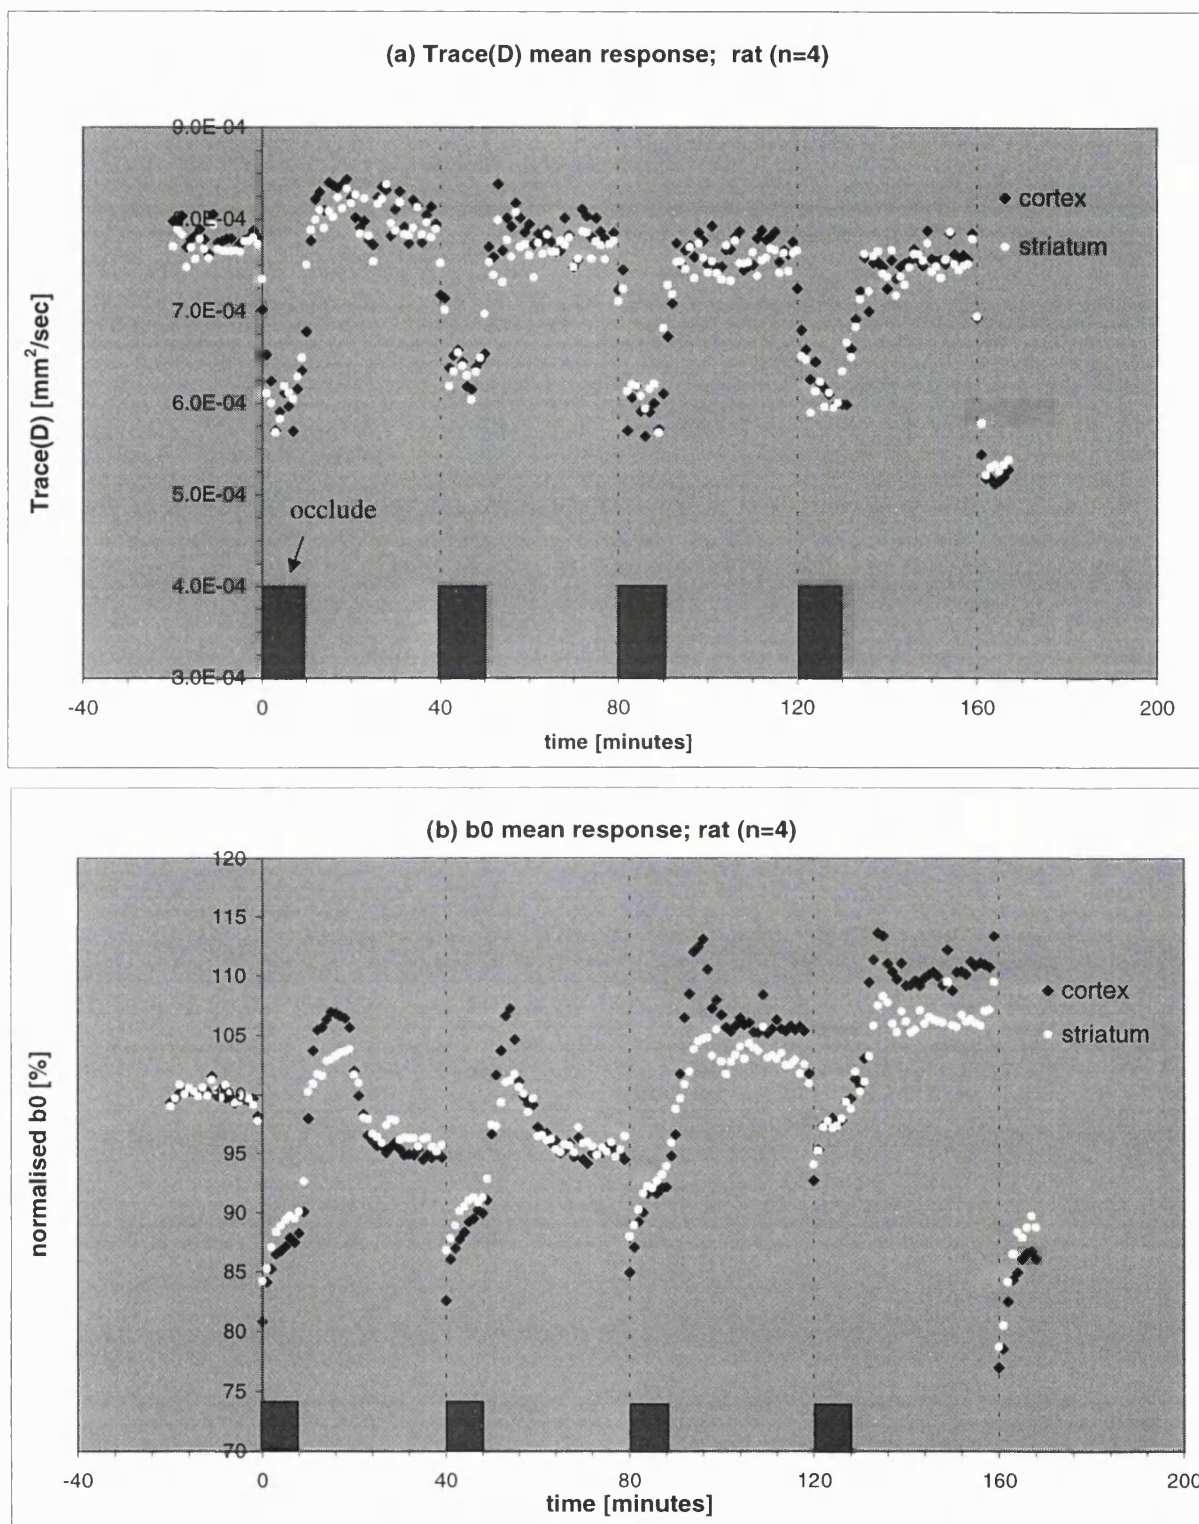 (a) Trace(D) mean response; rat (n=4)
9.0E-04
8.0E-04
7.0E-04
6.0E-04
5.0E-04
4.0E-04
3.0E-04
Trace(D) [mm²/sec]
cortex
striatum
occlude
-40 0 40 80 120 160 200
time [minutes]
(b) b0 mean response; rat (n=4)
120
115
110
105
100
95
90
85
80
75
70
normalised b0 [%]
cortex
striatum
-40 0 40 80 120 160 200
time [minutes]